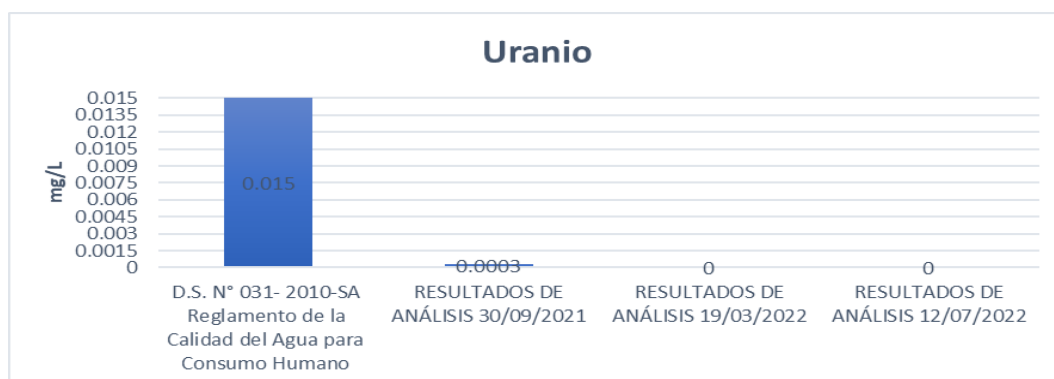 Uranio
mg/L
0.015
0.0135
0.012
0.0105
0.009
0.0075
0.006
0.0045
0.003
0.0015
0
0.015
0.0003
0
0
D.S. N° 031- 2010-SA
Reglamento de la
Calidad del Agua para
Consumo Humano
RESULTADOS DE
ANÁLISIS 30/09/2021
RESULTADOS DE
ANÁLISIS 19/03/2022
RESULTADOS DE
ANÁLISIS 12/07/2022